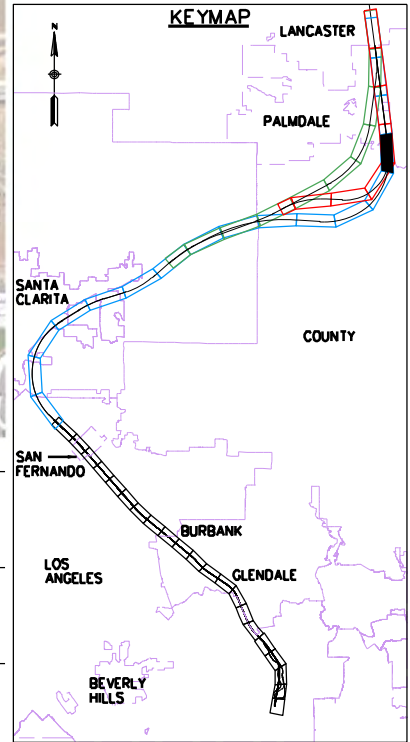 KEYMAP
LANCASTER
PALMDALE
SANTA
CLARITA
COUNTY
SAN
FERNANDO
BURBANK
LOS
ANGELES
GLENDALE
BEVERLY
HILLS